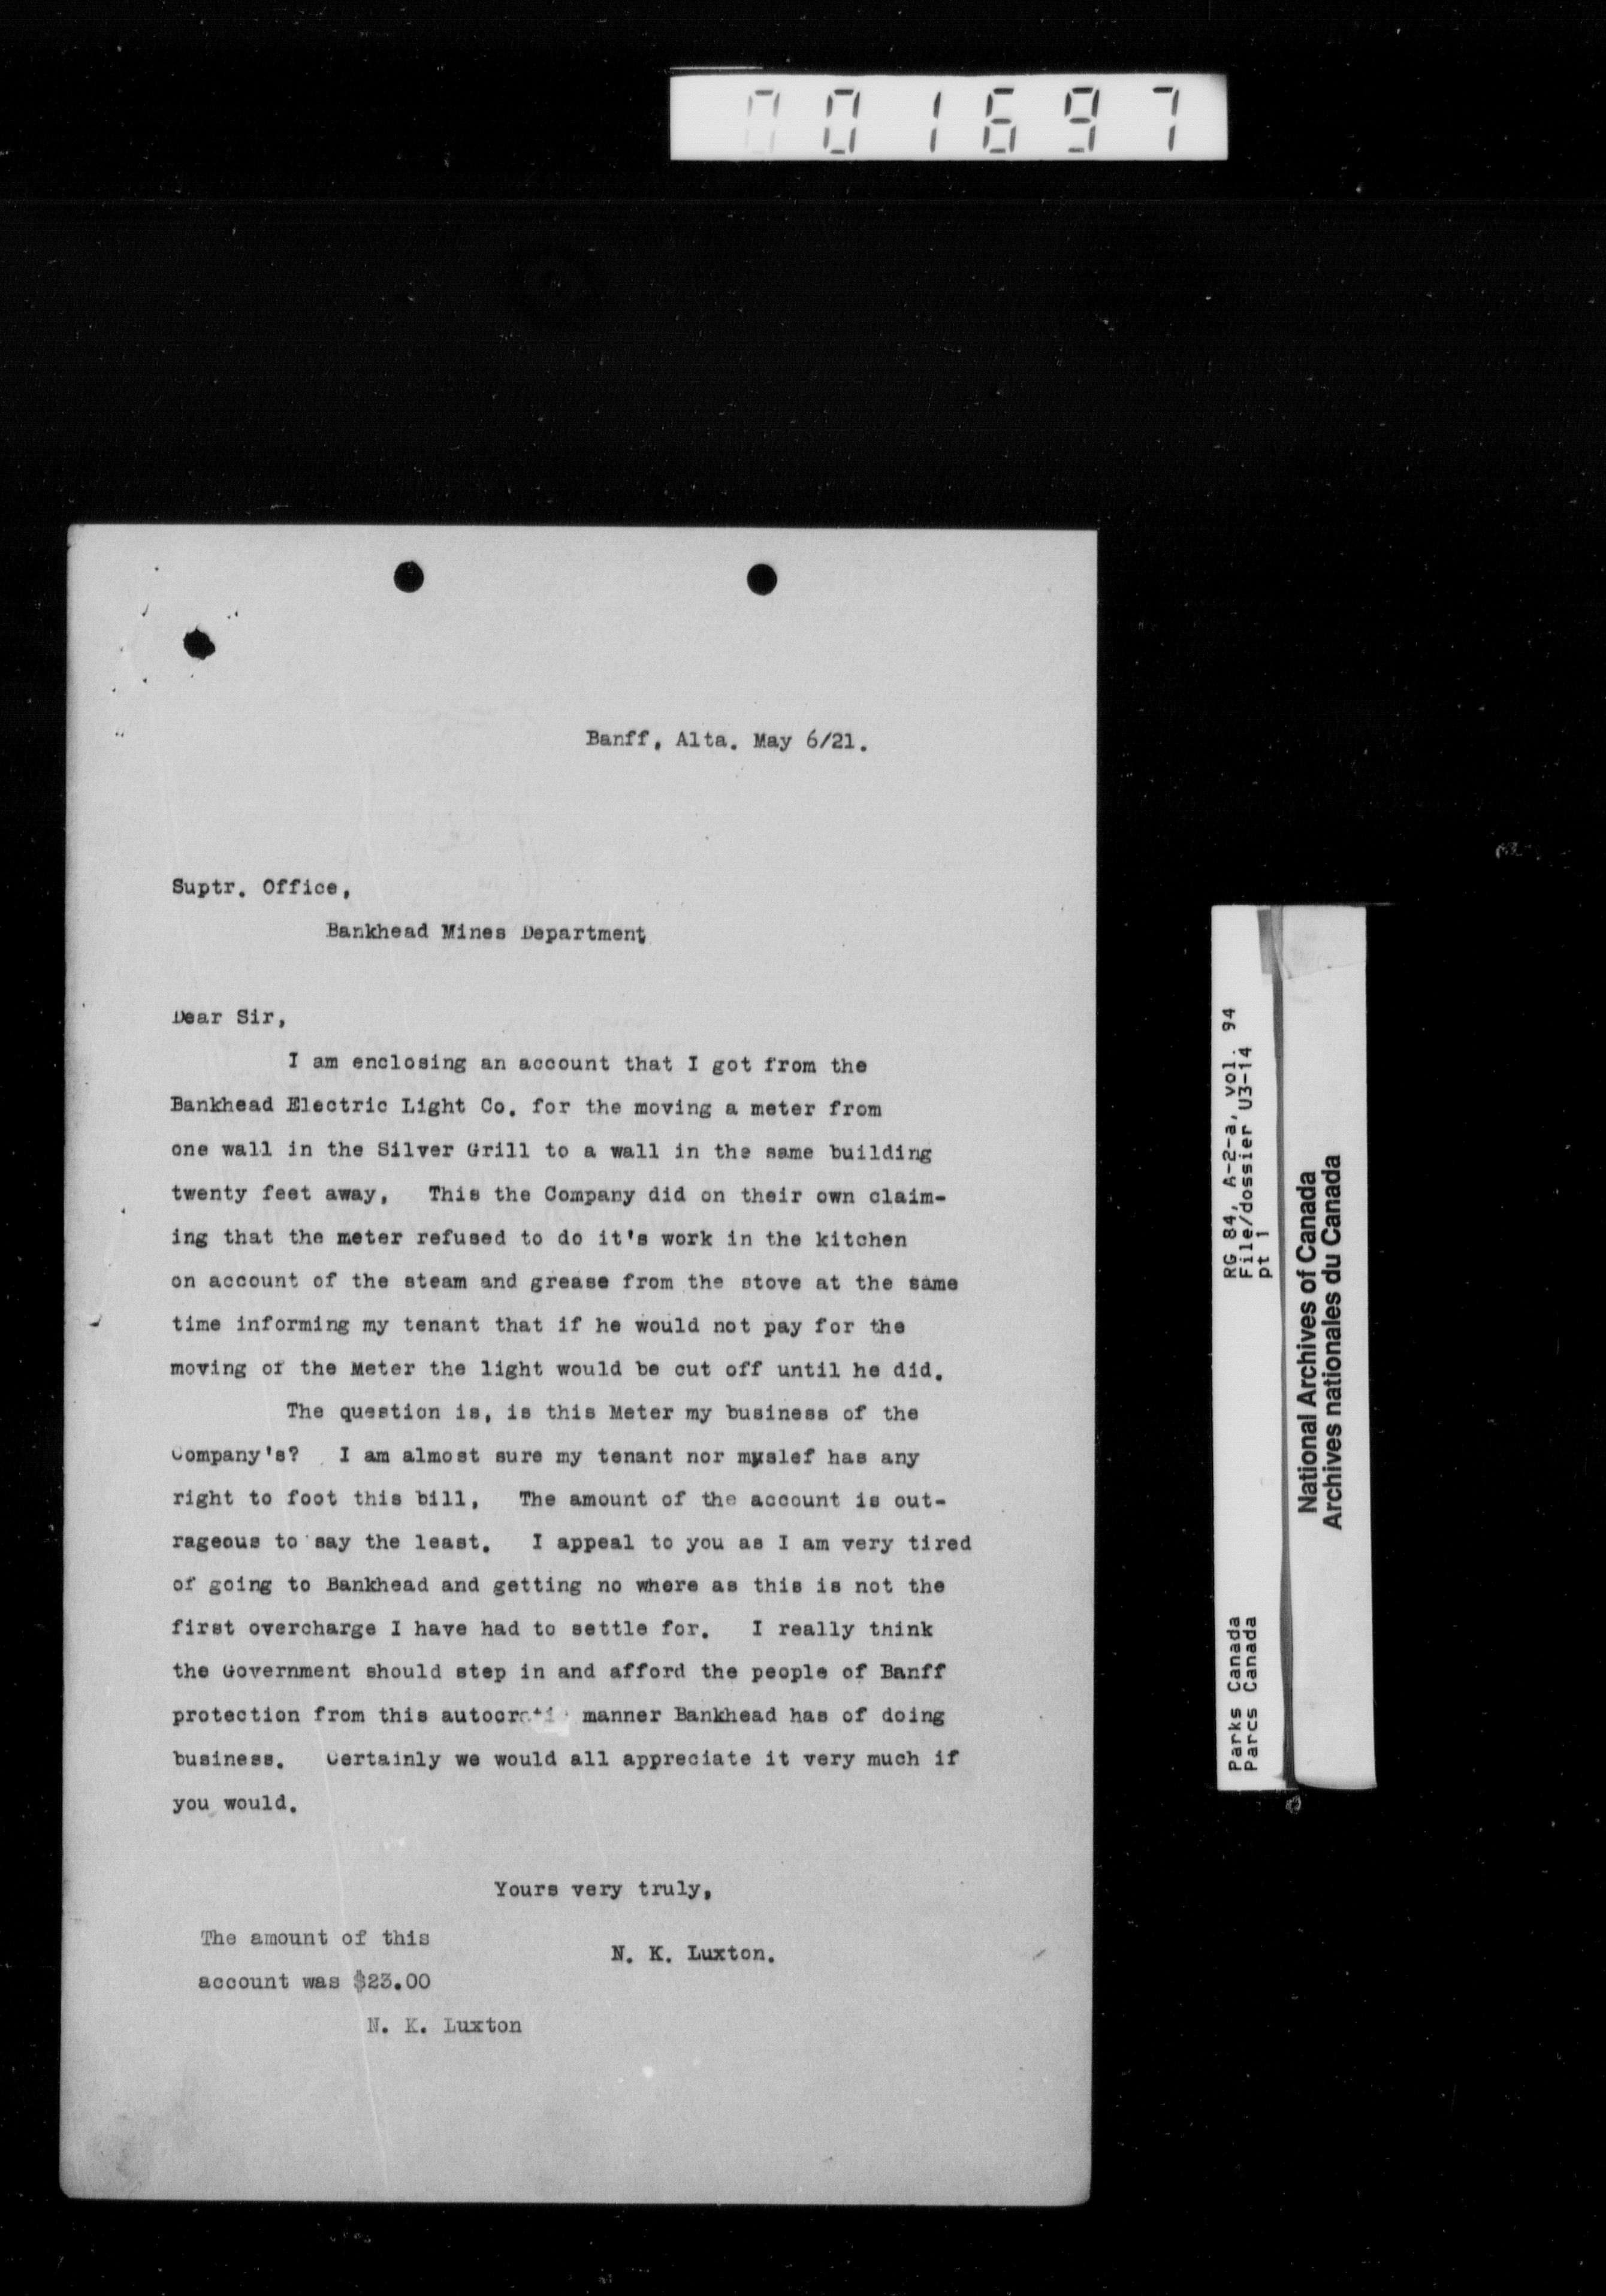 001697
Banff, Alta. May 6/21.
Suptr. Office,
Bankhead Mines Department
Dear Sir,
I am enclosing an account that I got from the
Bankhead Electric Light Co. for the moving a meter from
one wall in the Silver Grill to a wall in the same building
twenty feet away, This the Company did on their own claim-
ing that the meter refused to do it's work in the kitchen
on account of the steam and grease from the stove at the same
time informing my tenant that if he would not pay for the
moving of the Meter the light would be cut off until he did.
The question is, is this Meter my business of the
Company's? I am almost sure my tenant nor myslef has any
right to foot this bill, The amount of the account is out-
rageous to say the least. I appeal to you as I am very tired
of going to Bankhead and getting no where as this is not the
first overcharge I have had to settle for. I really think
the Government should step in and afford the people of Banff
protection from this autocratic manner Bankhead has of doing
business. Certainly we would all appreciate it very much if
you would.
Yours very truly,
N. K. Luxton.
The amount of this
account was $23.00
N. K. Luxton
RG 84, A-2-a, vol. 94
File/dossier U3-14
pt 1
Parks Canada
Parcs Canada
National Archives of Canada
Archives nationales du Canada